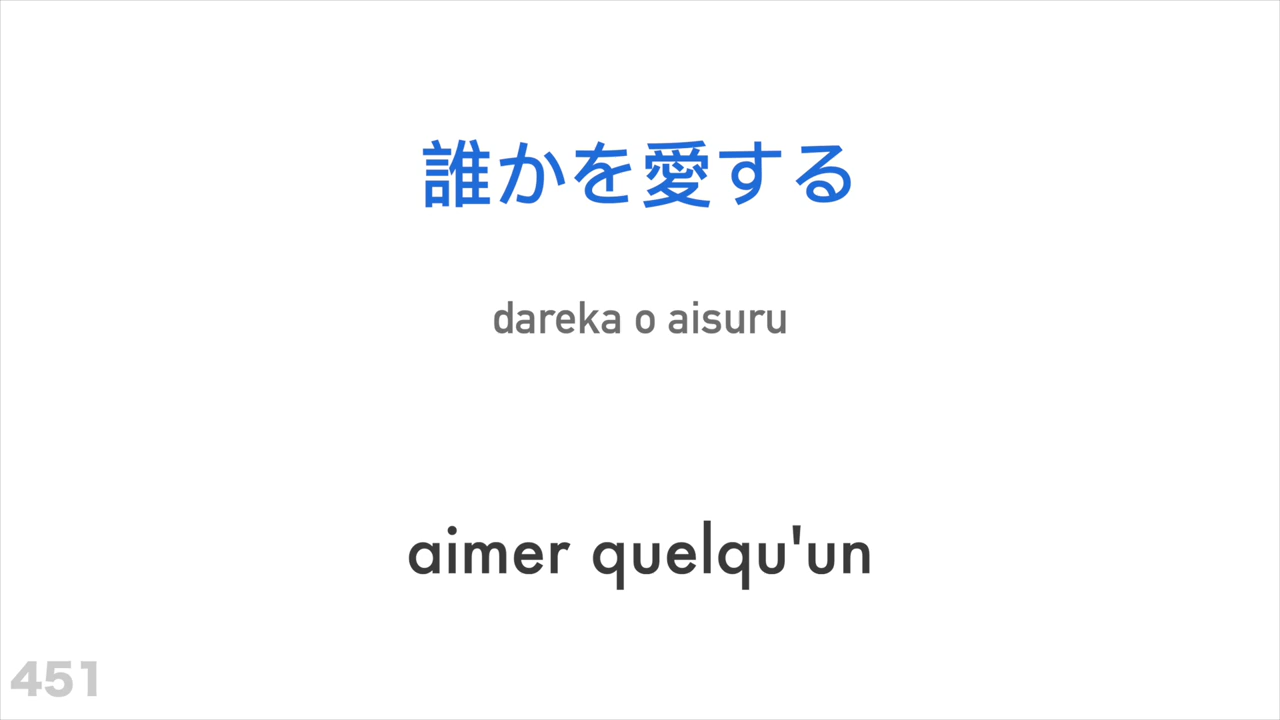 誰かを愛する
dareka o aisuru
aimer quelqu'un
451